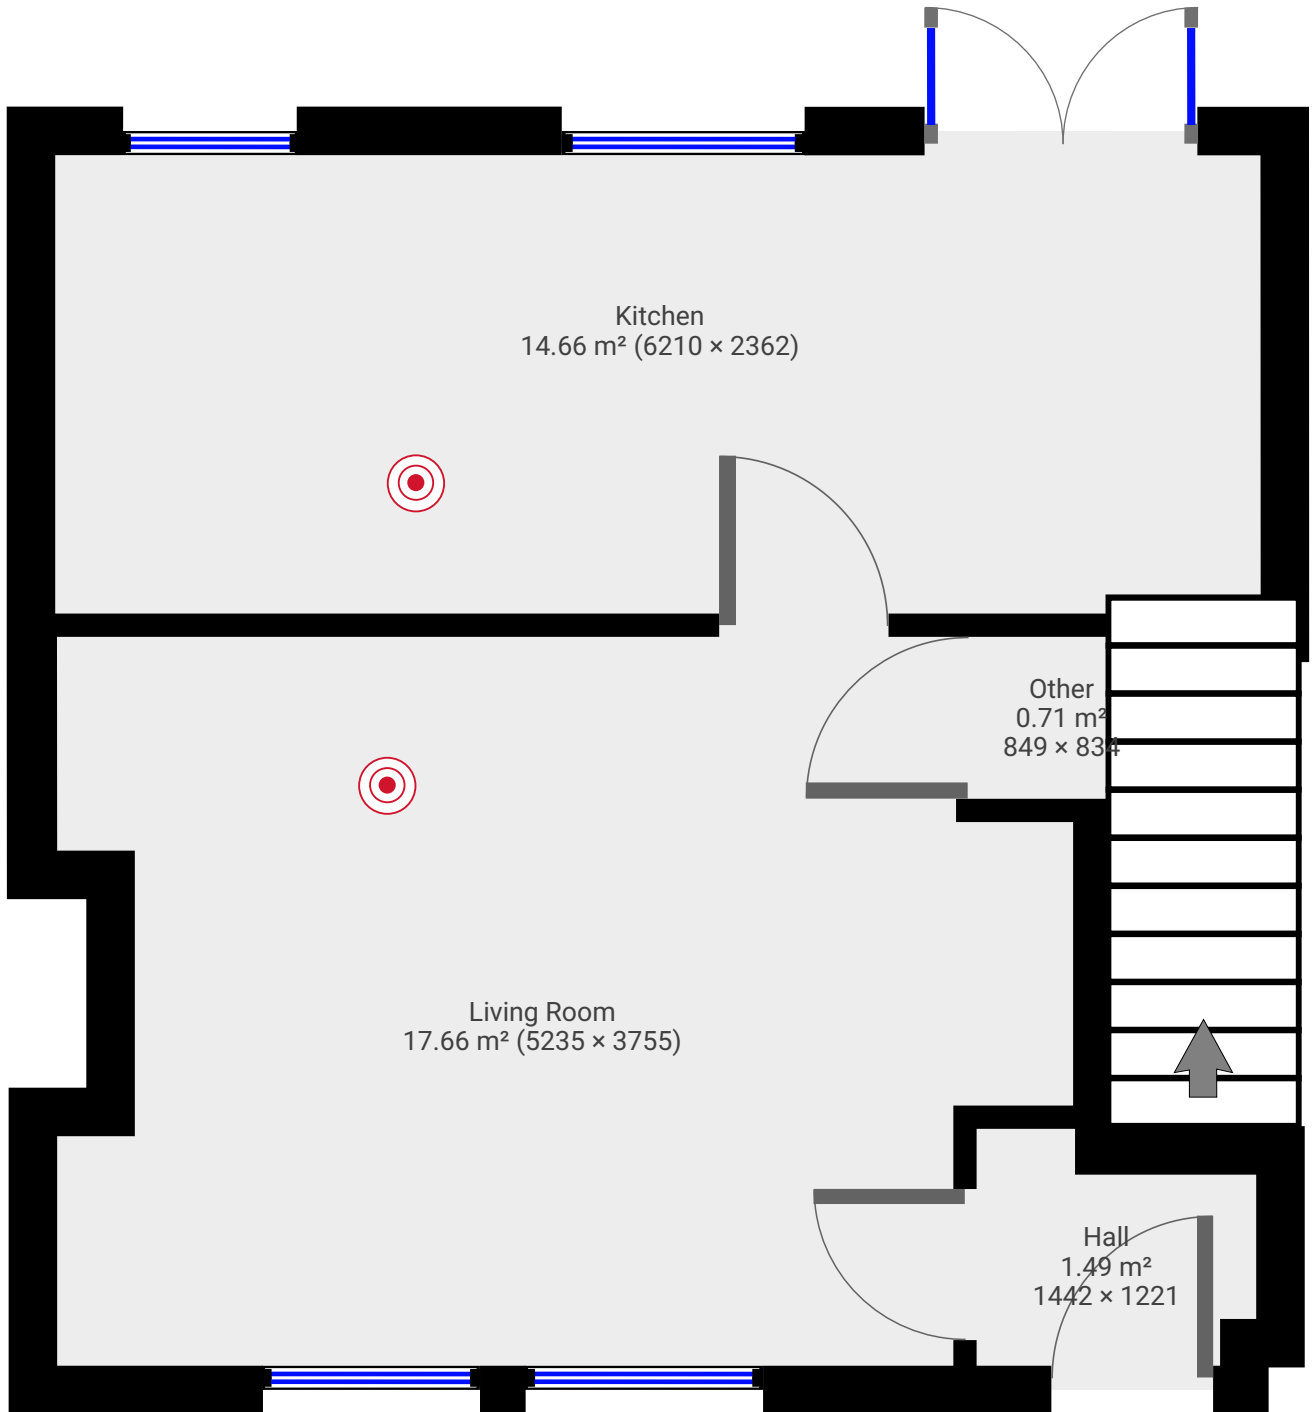 Kitchen
14.66 m² (6210 × 2362)
Other
0.71 m²
849 × 834
Living Room
17.66 m² (5235 × 3755)
Hall
1.49 m²
1442 × 1221